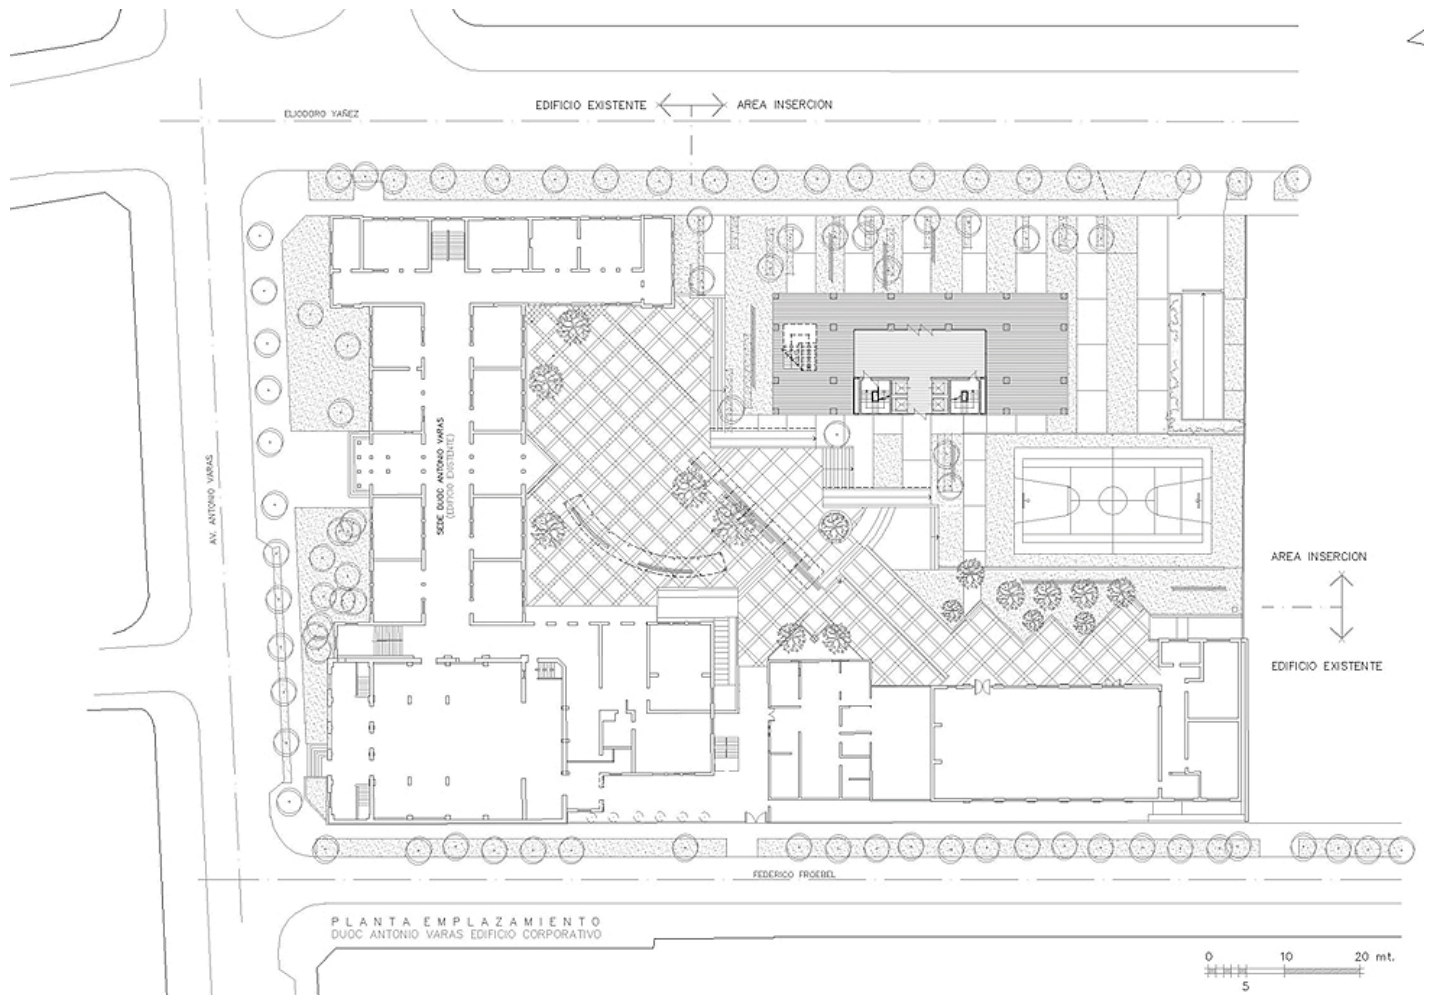 EDIFICIO EXISTENTE
AREA INSERCION
ELIODORO YAÑEZ
AV. ANTONIO VARAS
SEDE DUOC ANTONIO VARAS
(EDIFICIO EXISTENTE)
AREA INSERCION
EDIFICIO EXISTENTE
FEDERICO FROEBEL
PLANTA EMPLAZAMIENTO
DUOC ANTONIO VARAS EDIFICIO CORPORATIVO
0 10 20 mt.
5